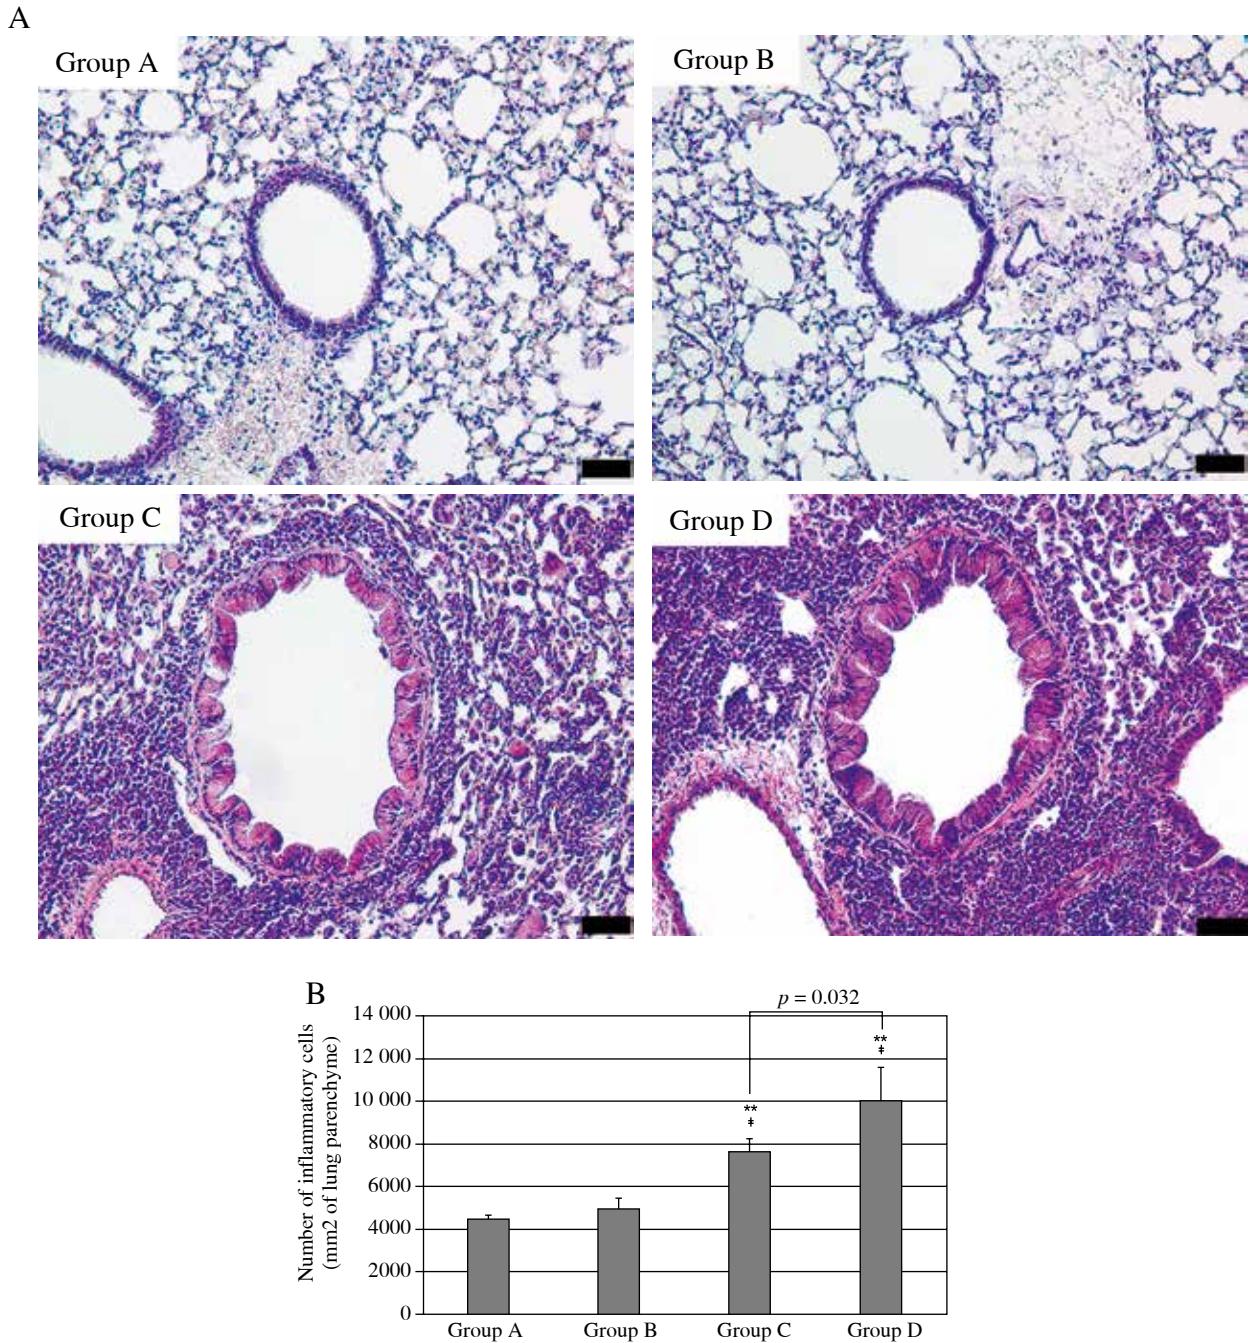 A
Group A
Group B
Group C
Group D
B
p = 0.032
Number of inflammatory cells
(mm2 of lung parenchyme)
14 000
12 000
10 000
8000
6000
4000
2000
0
**
ǂ
**
ǂ
Group A
Group B
Group C
Group D